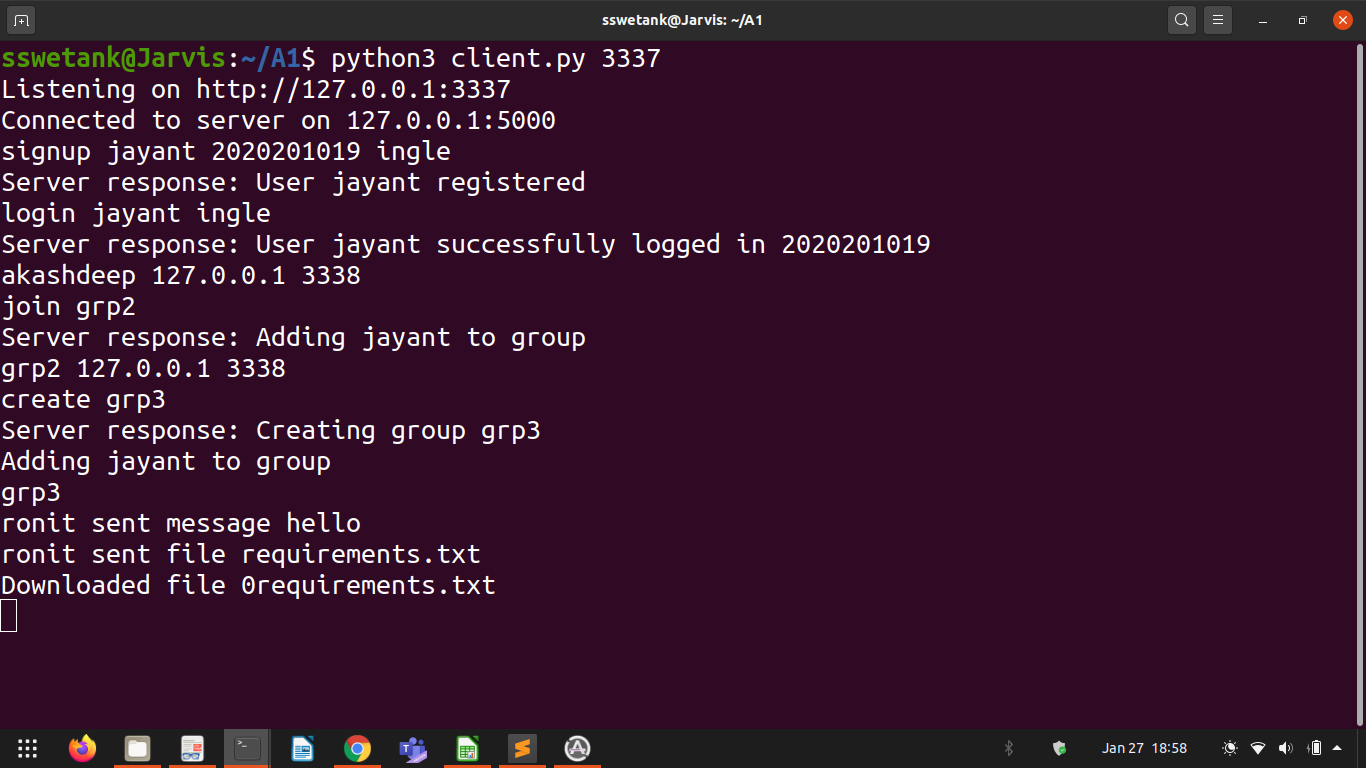 sswetank@Jarvis: ~/A1
sswetank@Jarvis:~/A1$ python3 client.py 3337
Listening on http://127.0.0.1:3337
Connected to server on 127.0.0.1:5000
signup jayant 2020201019 ingle
Server response: User jayant registered
login jayant ingle
Server response: User jayant successfully logged in 2020201019
akashdeep 127.0.0.1 3338
join grp2
Server response: Adding jayant to group
grp2 127.0.0.1 3338
create grp3
Server response: Creating group grp3
Adding jayant to group
grp3
ronit sent message hello
ronit sent file requirements.txt
Downloaded file 0requirements.txt
Jan 27 18:58